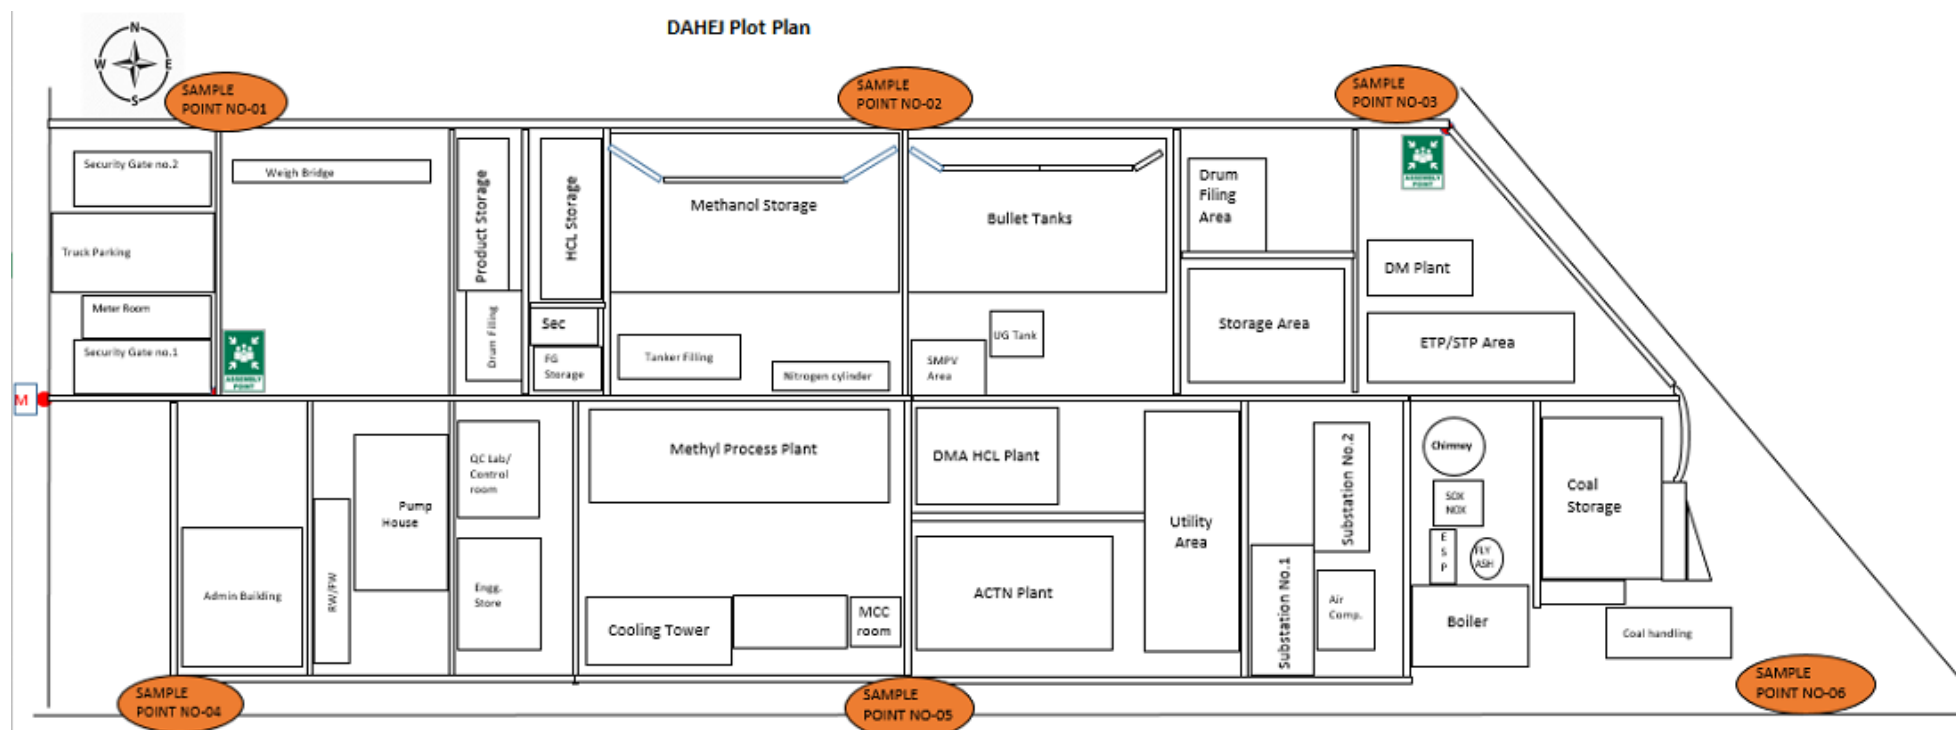 DAHEJ Plot Plan
N
W
E
S
SAMPLE
POINT NO-01
SAMPLE
POINT NO-02
SAMPLE
POINT NO-03
Security Gate no.2
Weigh Bridge
Product Storage
HCL Storage
Methanol Storage
Bullet Tanks
Drum
Filing
Area
ASSEMBLY
POINT
Truck Parking
DM Plant
Meter Room
Security Gate no.1
ASSEMBLY
POINT
Drum Filling
Sec
FG
Storage
Tanker Filling
Nitrogen cylinder
SMPV
Area
UG Tank
Storage Area
ETP/STP Area
M
Admin Building
RW/FW
Pump
House
QC Lab/
Control
room
Engg.
Store
Methyl Process Plant
Cooling Tower
MCC
room
DMA HCL Plant
ACTN Plant
Utility
Area
Substation No.1
Substation No.2
Air
Comp.
Chimney
SOX
NOX
E
S
P
FLY
ASH
Boiler
Coal
Storage
Coal handling
SAMPLE
POINT NO-04
SAMPLE
POINT NO-05
SAMPLE
POINT NO-06